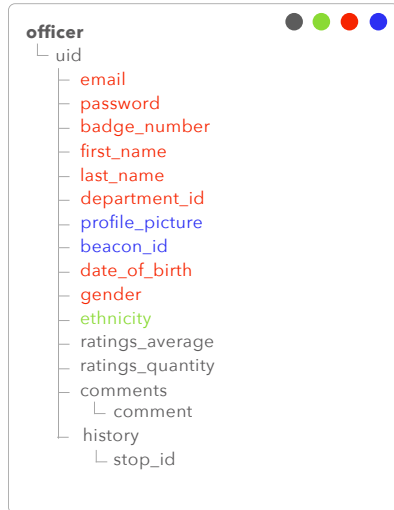 officer
uid
email
password
badge_number
first_name
last_name
department_id
profile_picture
beacon_id
date_of_birth
gender
ethnicity
ratings_average
ratings_quantity
comments
comment
history
stop_id